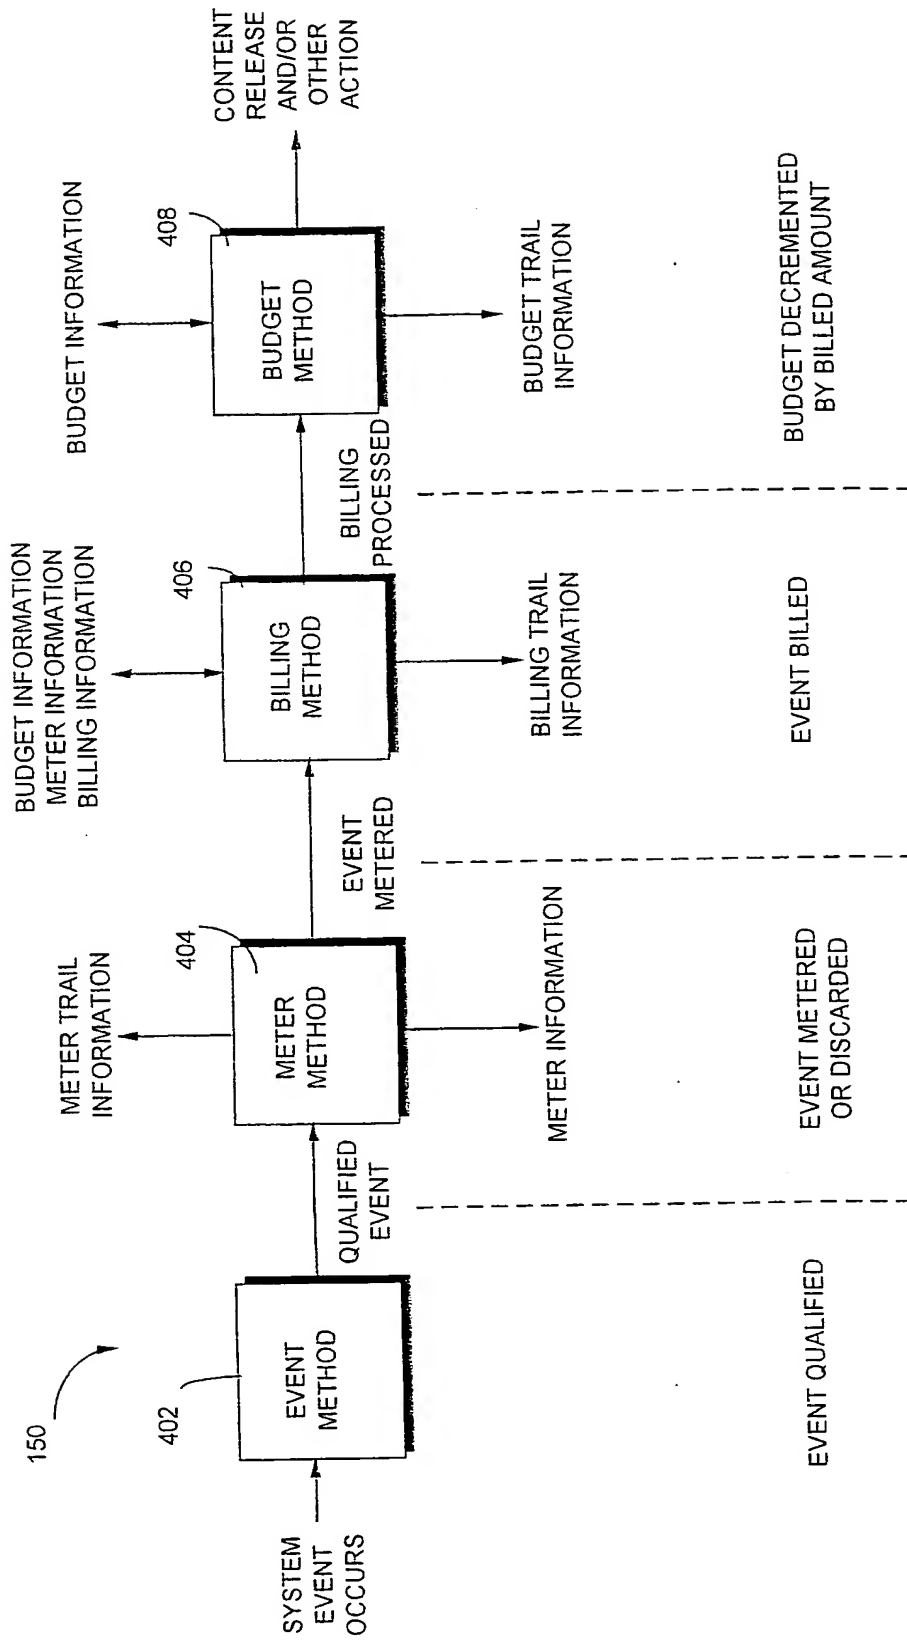 150
SYSTEM
EVENT
OCCURS
402
EVENT
METHOD
QUALIFIED
EVENT
EVENT QUALIFIED
METER TRAIL
INFORMATION
404
METER
METHOD
EVENT
METERED
METER INFORMATION
EVENT METERED
OR DISCARDED
BUDGET INFORMATION
METER INFORMATION
BILLING INFORMATION
406
BILLING
METHOD
BILLING
PROCESSED
BILLING TRAIL
INFORMATION
EVENT BILLED
BUDGET INFORMATION
408
BUDGET
METHOD
CONTENT
RELEASE
AND/OR
OTHER
ACTION
BUDGET TRAIL
INFORMATION
BUDGET DECREMENTED
BY BILLED AMOUNT